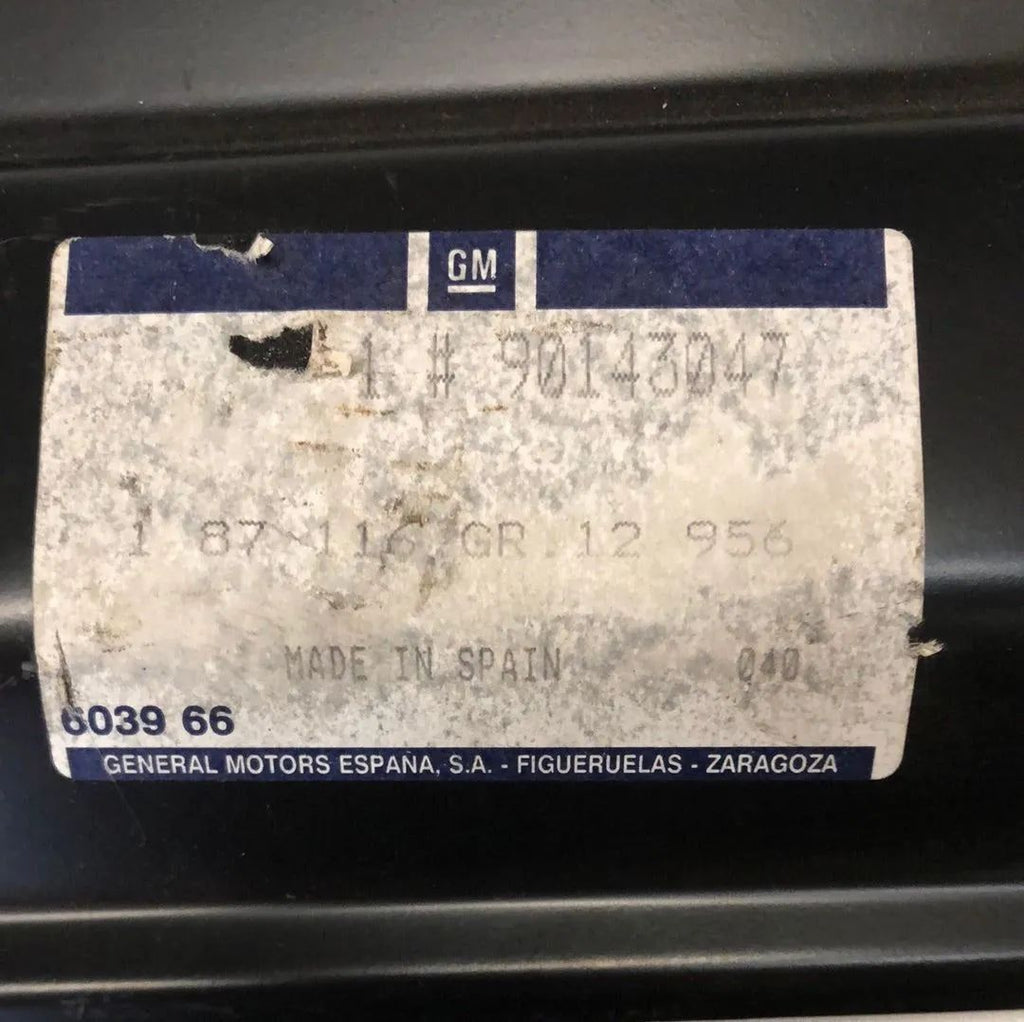 GM
1 # 90143047
1 87-116 GR.12 956
MADE IN SPAIN 040
6039 66
GENERAL MOTORS ESPAÑA, S.A. - FIGUERUELAS - ZARAGOZA